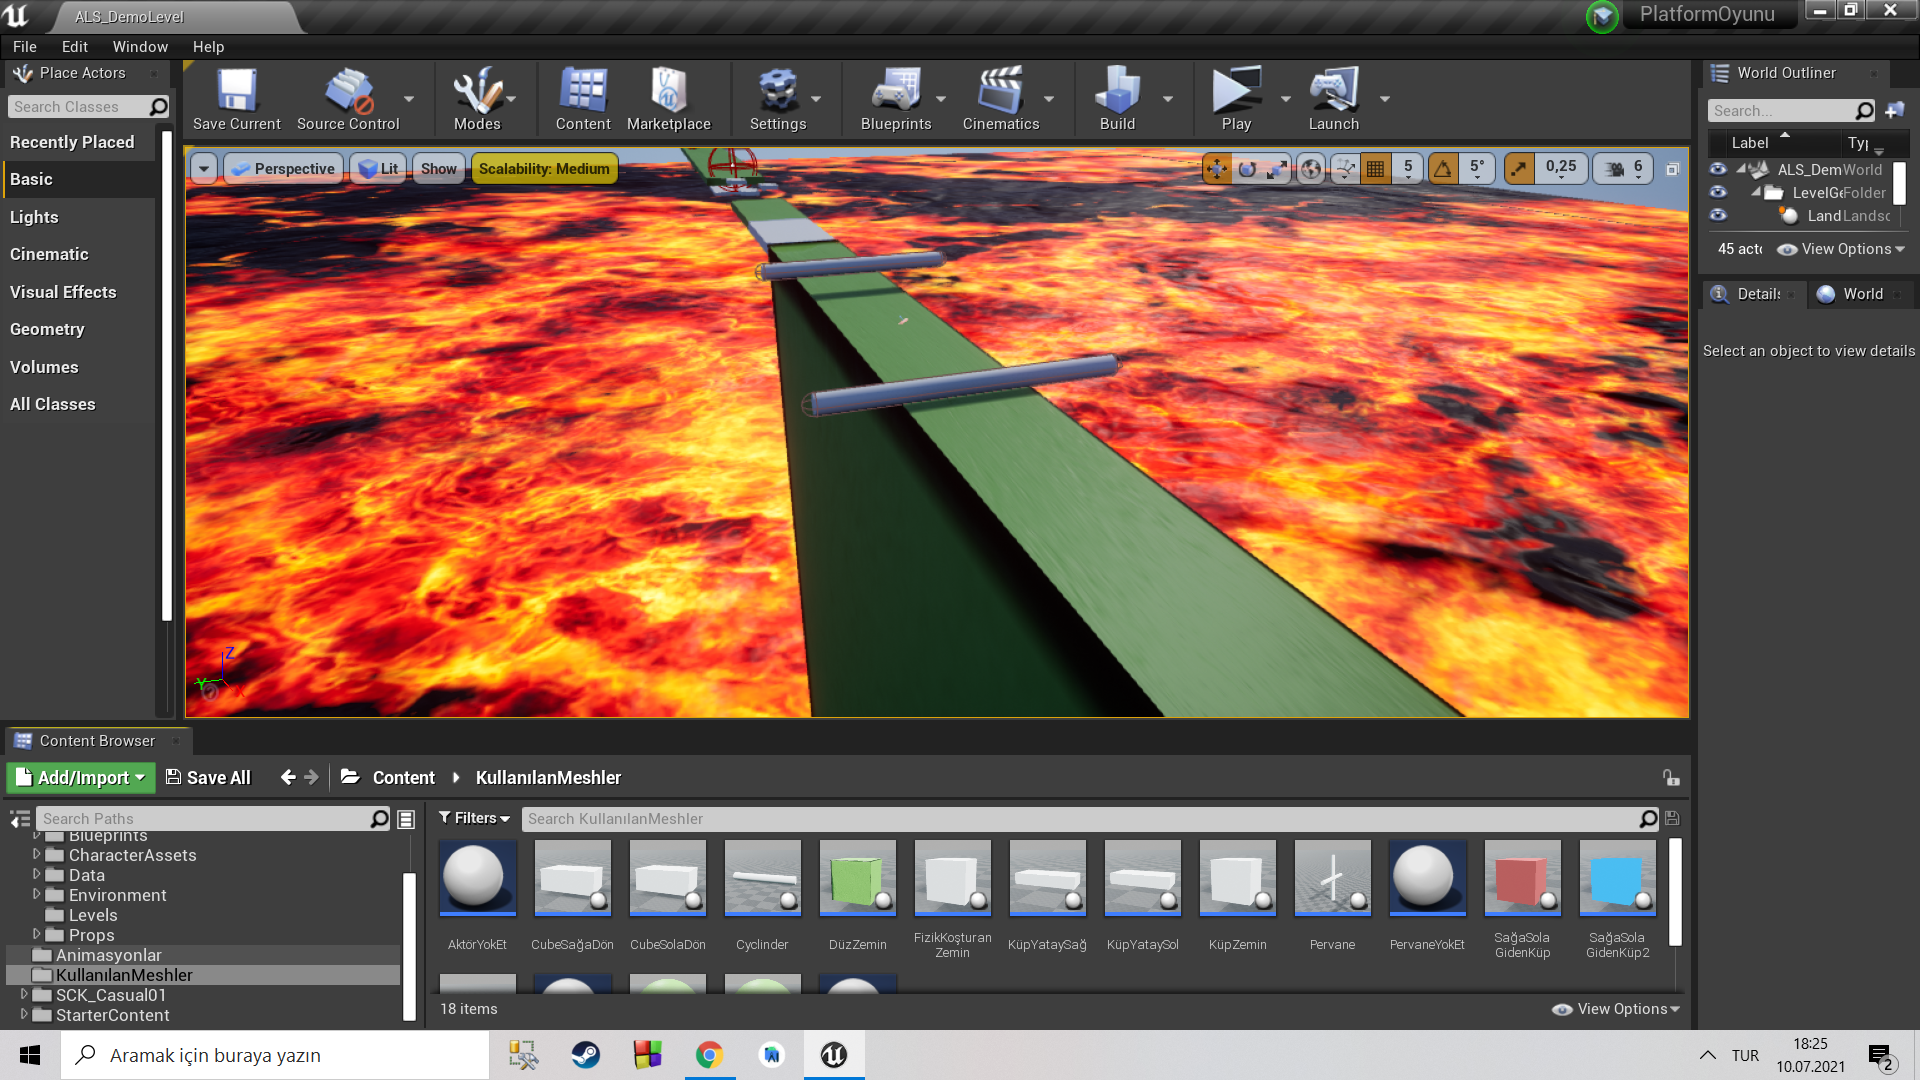 ALS_DemoLevel
PlatformOyunu
File Edit Window Help
Place Actors
Search Classes
Recently Placed
Basic
Lights
Cinematic
Visual Effects
Geometry
Volumes
All Classes
Save Current Source Control Modes Content Marketplace Settings Blueprints Cinematics Build Play Launch
Perspective Lit Show Scalability: Medium
5 5° 0,25 6
Z
Y
X
World Outliner
Search...
Label Typ
ALS_Dem World
LevelGe Folder
Land Landsc
45 acto View Options
Details World
Select an object to view details
Content Browser
Add/Import Save All Content KullanılanMeshler
Search Paths
Blueprints
CharacterAssets
Data
Environment
Levels
Props
Animasyonlar
KullanılanMeshler
SCK_Casual01
StarterContent
Filters Search KullanılanMeshler
AktörYokEt
CubeSağaDön
CubeSolaDön
Cyclinder
DüzZemin
FizikKoşturan
Zemin
KüpYataySağ
KüpYataySol
KüpZemin
Pervane
PervaneYokEt
SağaSola
GidenKüp
SağaSola
GidenKüp2
18 items View Options
Aramak için buraya yazın
TUR
18:25
10.07.2021
2